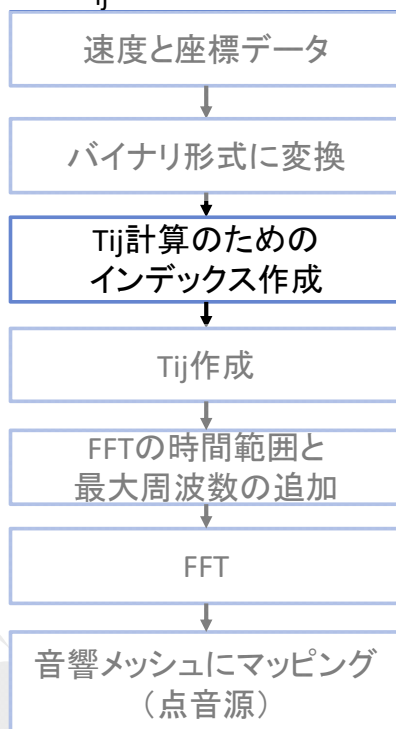 ij
速度と座標データ
バイナリ形式に変換
Tij計算のための
インデックス作成
Tij作成
FFTの時間範囲と
最大周波数の追加
FFT
音響メッシュにマッピング
（点音源）